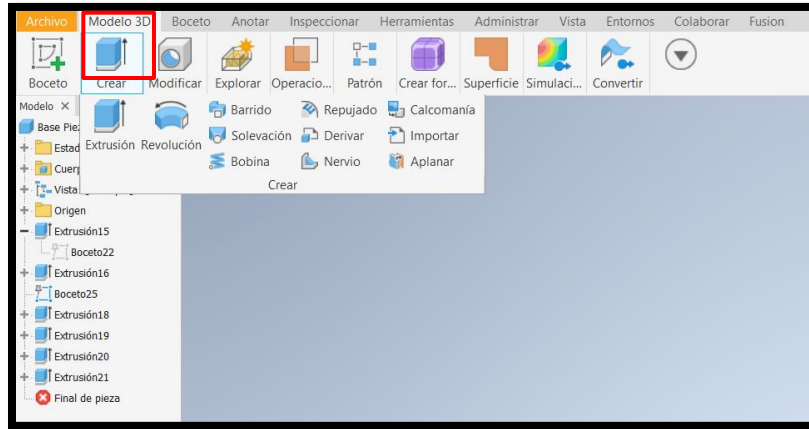 Archivo Modelo 3D Boceto Anotar Inspeccionar Herramientas Administrar Vista Entornos Colaborar Fusion
Boceto Crear Modificar Explorar Operacio... Patrón Crear for... Superficie Simulaci... Convertir
Modelo
Barrido Repujado Calcomanía
Base Pie
Extrusión Revolución Solevación Derivar Importar
Estad
Bobina Nervio Aplanar
Cuer
Crear
Vista
Origen
Extrusión15
Boceto22
Extrusión16
Boceto25
Extrusión18
Extrusión19
Extrusión20
Extrusión21
Final de pieza